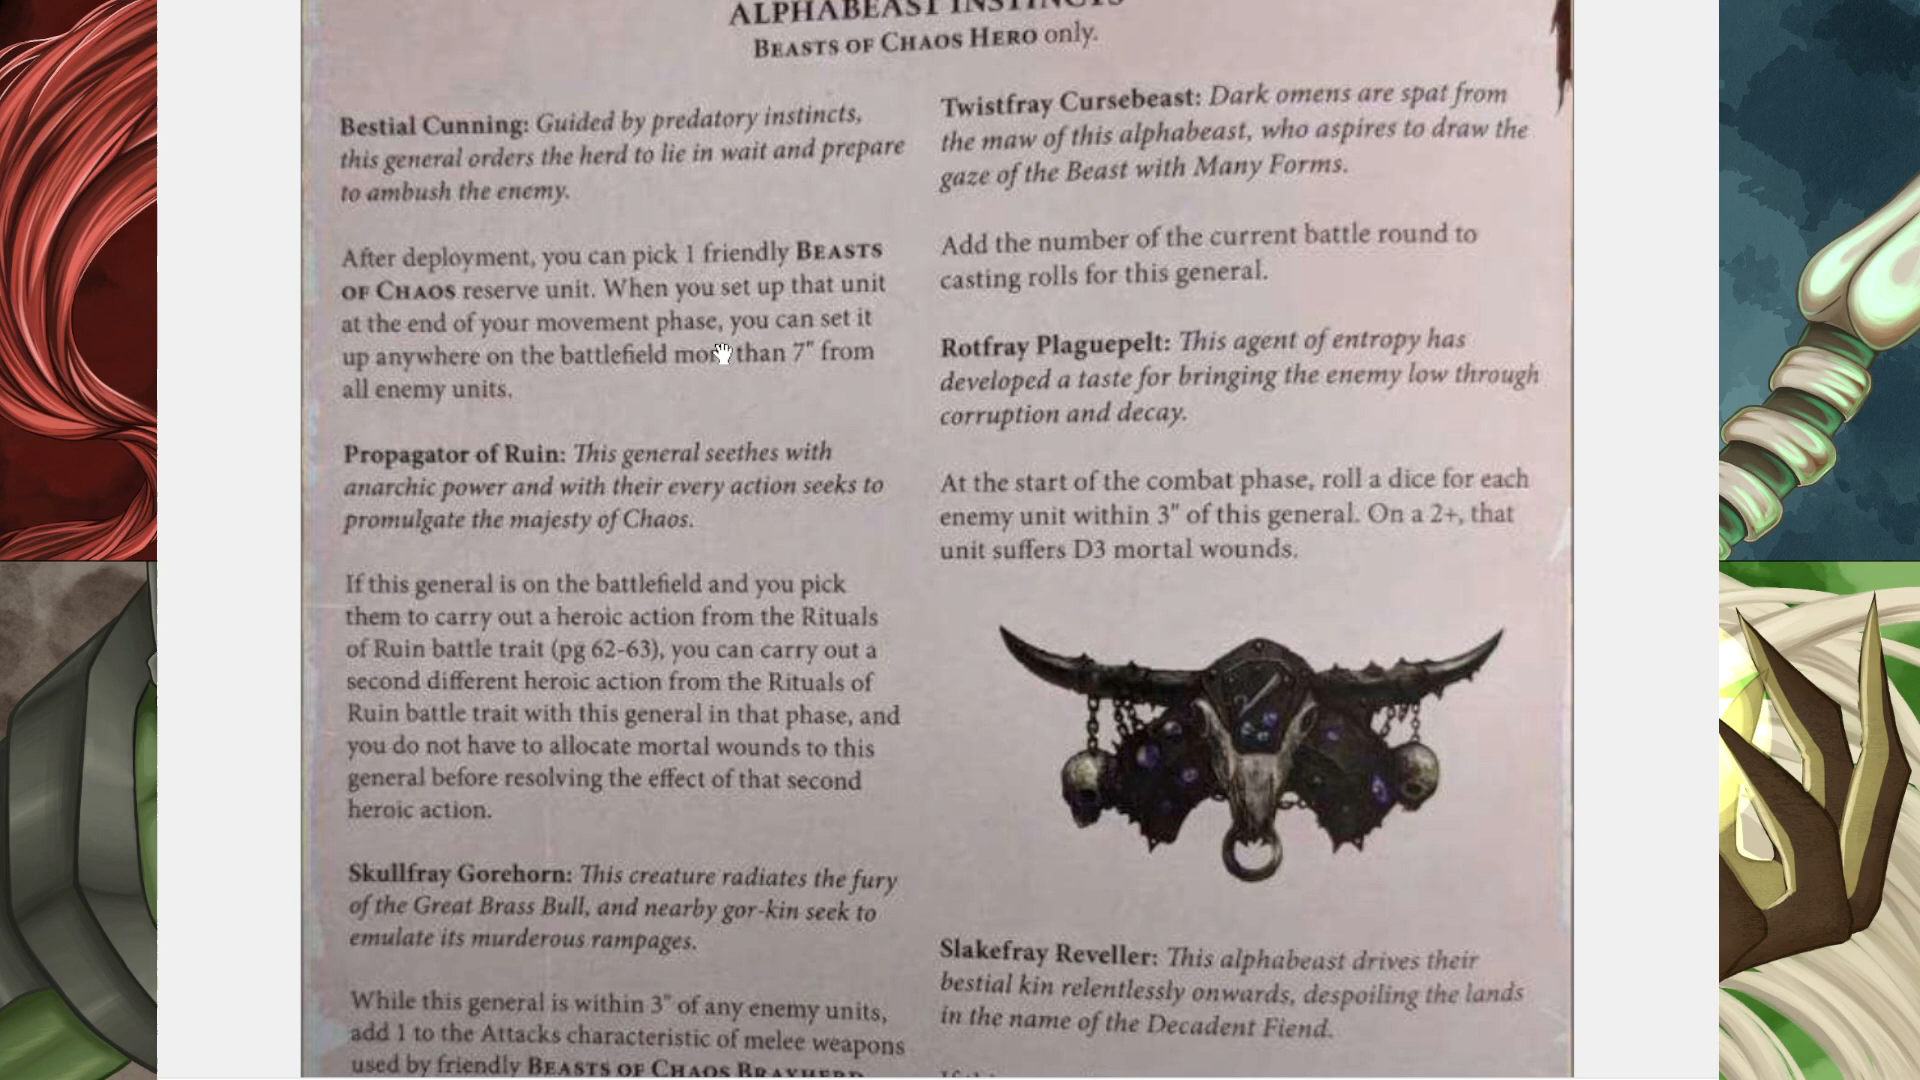 ALPHABEAST INSTINCTS
BEASTS OF CHAOS HERO only.
Bestial Cunning: Guided by predatory instincts,
this general orders the herd to lie in wait and prepare
to ambush the enemy.
After deployment, you can pick 1 friendly BEASTS
OF CHAOS reserve unit. When you set up that unit
at the end of your movement phase, you can set it
up anywhere on the battlefield more than 7" from
all enemy units.
Propagator of Ruin: This general seethes with
anarchic power and with their every action seeks to
promulgate the majesty of Chaos.
If this general is on the battlefield and you pick
them to carry out a heroic action from the Rituals
of Ruin battle trait (pg 62-63), you can carry out a
second different heroic action from the Rituals of
Ruin battle trait with this general in that phase, and
you do not have to allocate mortal wounds to this
general before resolving the effect of that second
heroic action.
Skullfray Gorehorn: This creature radiates the fury
of the Great Brass Bull, and nearby gor-kin seek to
emulate its murderous rampages.
While this general is within 3" of any enemy units,
add 1 to the Attacks characteristic of melee weapons
used by friendly BEASTS OF CHAOS BRAYHERD
Twistfray Cursebeast: Dark omens are spat from
the maw of this alphabeast, who aspires to draw the
gaze of the Beast with Many Forms.
Add the number of the current battle round to
casting rolls for this general.
Rotfray Plaguepelt: This agent of entropy has
developed a taste for bringing the enemy low through
corruption and decay.
At the start of the combat phase, roll a dice for each
enemy unit within 3" of this general. On a 2+, that
unit suffers D3 mortal wounds.
Slakefray Reveller: This alphabeast drives their
bestial kin relentlessly onwards, despoiling the lands
in the name of the Decadent Fiend.